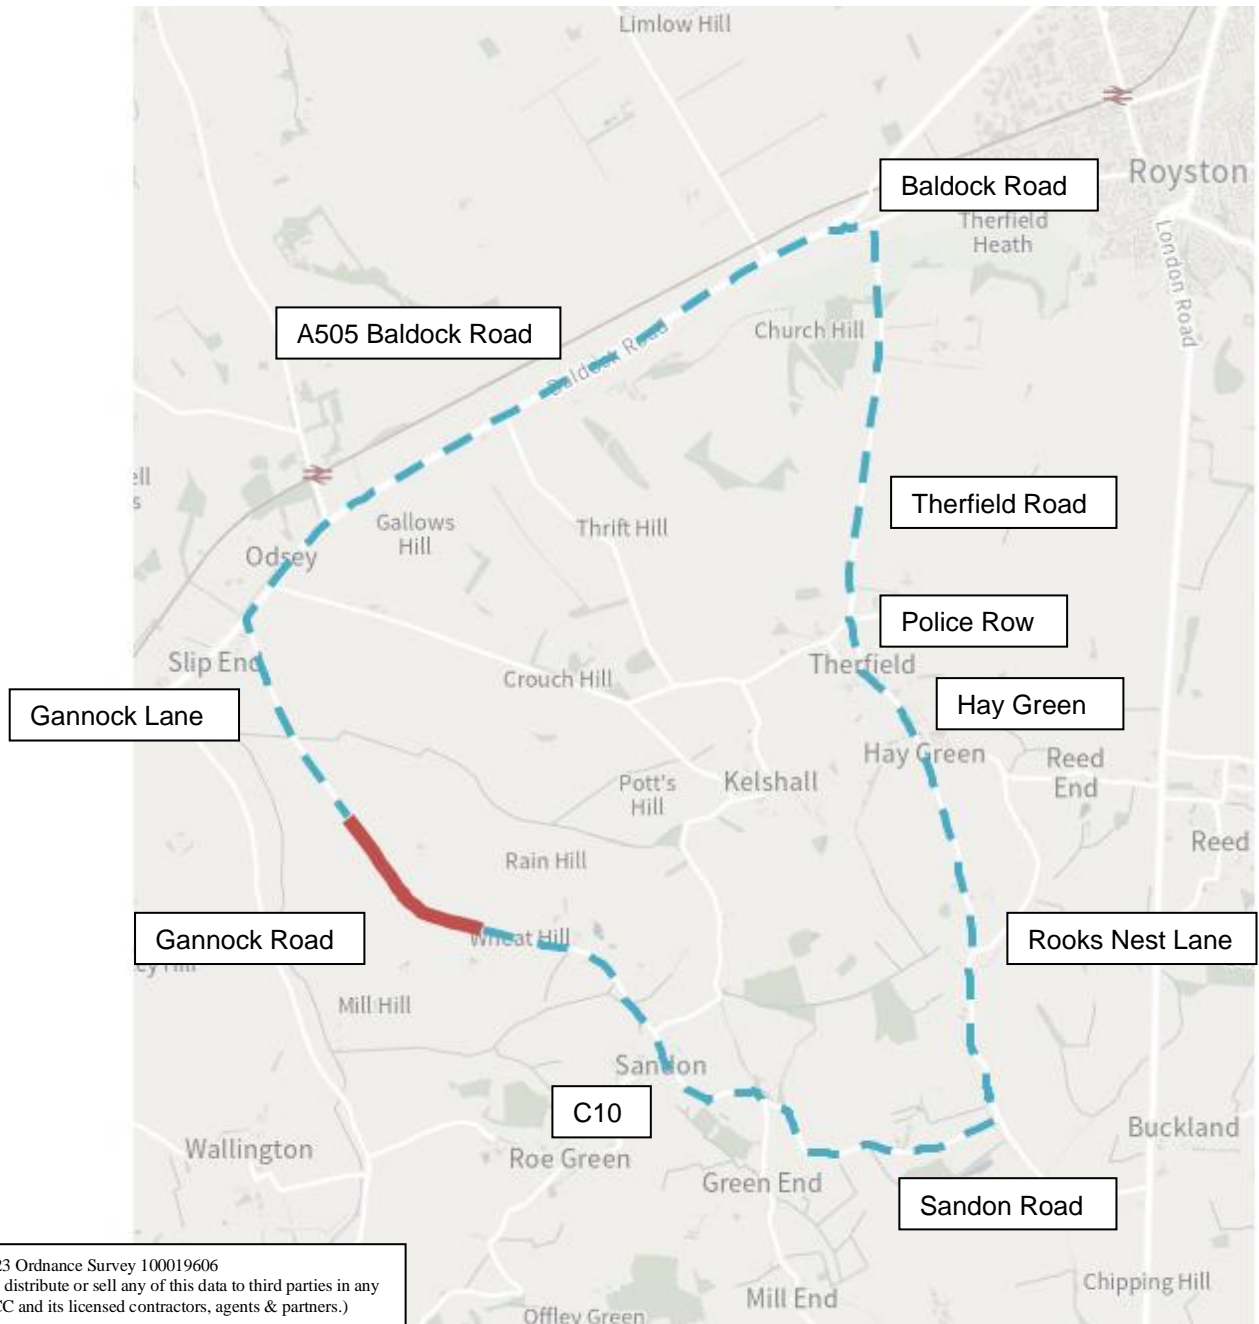 Limlow Hill
Royston
Baldock Road
Therfield
Heath
London Road
A505 Baldock Road
Church Hill
Baldock Road
Therfield Road
Gallows
Hill
Thrift Hill
Odsey
Police Row
Slip End
Crouch Hill
Therfield
Gannock Lane
Hay Green
Hay Green
Reed
End
Pott's
Hill
Kelshall
Reed
Rain Hill
Gannock Road
Wheat Hill
Rooks Nest Lane
Mill Hill
Sandon
C10
Buckland
Wallington
Roe Green
Green End
Sandon Road
23 Ordnance Survey 100019606
distribute or sell any of this data to third parties in any
CC and its licensed contractors, agents & partners.)
Chipping Hill
Mill End
Offley Green